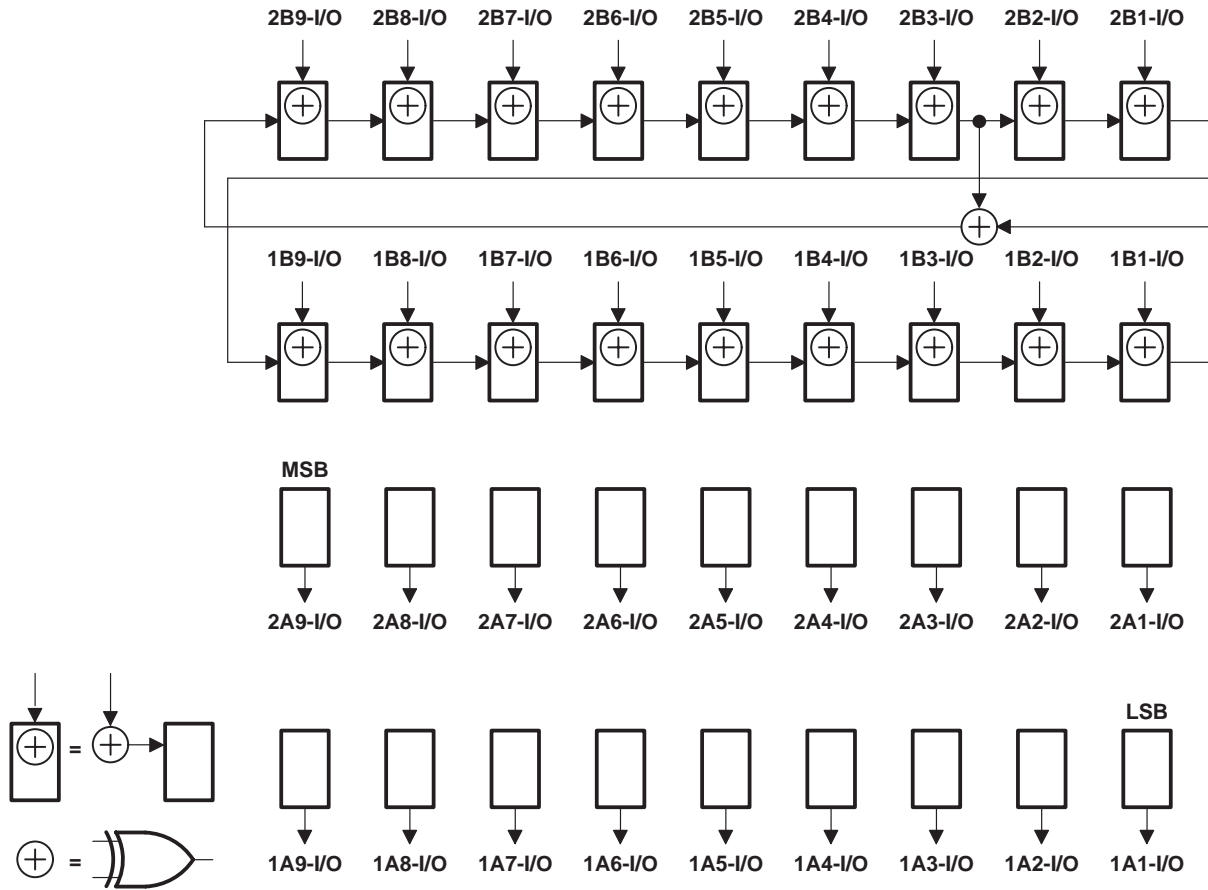 2B9-I/O 2B8-I/O 2B7-I/O 2B6-I/O 2B5-I/O 2B4-I/O 2B3-I/O 2B2-I/O 2B1-I/O
1B9-I/O 1B8-I/O 1B7-I/O 1B6-I/O 1B5-I/O 1B4-I/O 1B3-I/O 1B2-I/O 1B1-I/O
MSB
2A9-I/O 2A8-I/O 2A7-I/O 2A6-I/O 2A5-I/O 2A4-I/O 2A3-I/O 2A2-I/O 2A1-I/O
LSB
=
=
1A9-I/O 1A8-I/O 1A7-I/O 1A6-I/O 1A5-I/O 1A4-I/O 1A3-I/O 1A2-I/O 1A1-I/O